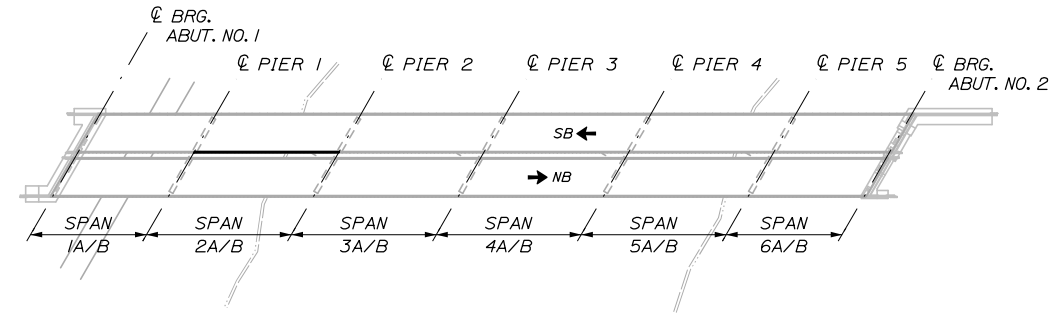 ℄ BRG.
ABUT. NO. 1
℄ PIER 1
℄ PIER 2
℄ PIER 3
℄ PIER 4
℄ PIER 5
℄ BRG.
ABUT. NO. 2
SB
NB
SPAN
1A/B
SPAN
2A/B
SPAN
3A/B
SPAN
4A/B
SPAN
5A/B
SPAN
6A/B